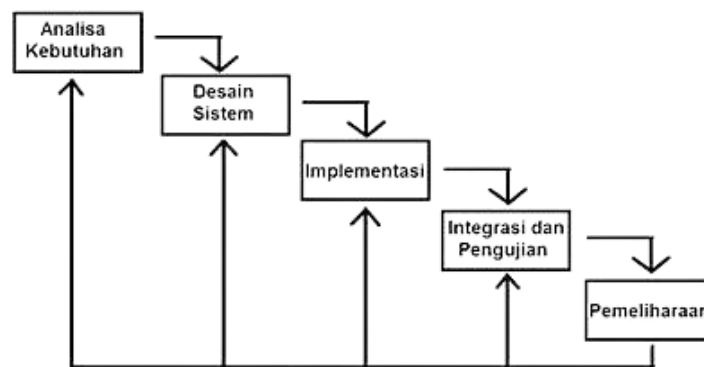 Analisa
Kebutuhan
Desain
Sistem
Implementasi
Integrasi dan
Pengujian
Pemeliharaan